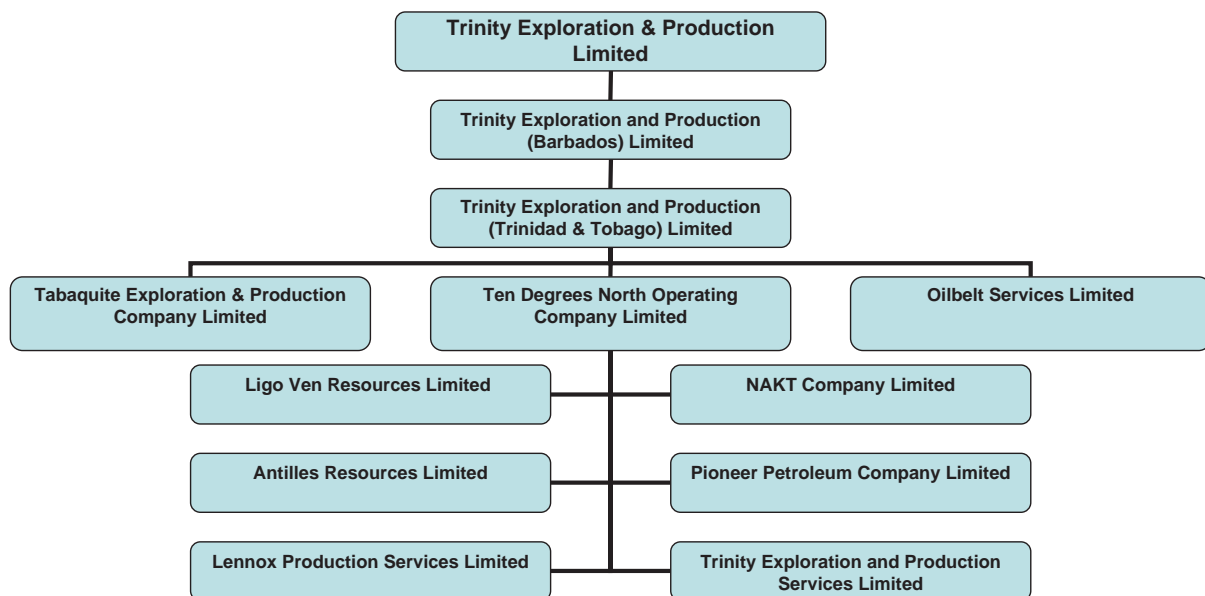 Trinity Exploration & Production
Limited
Trinity Exploration and Production
(Barbados) Limited
Trinity Exploration and Production
(Trinidad & Tobago) Limited
Tabaquite Exploration & Production
Company Limited
Ten Degrees North Operating
Company Limited
Oilbelt Services Limited
Ligo Ven Resources Limited
NAKT Company Limited
Antilles Resources Limited
Pioneer Petroleum Company Limited
Lennox Production Services Limited
Trinity Exploration and Production
Services Limited